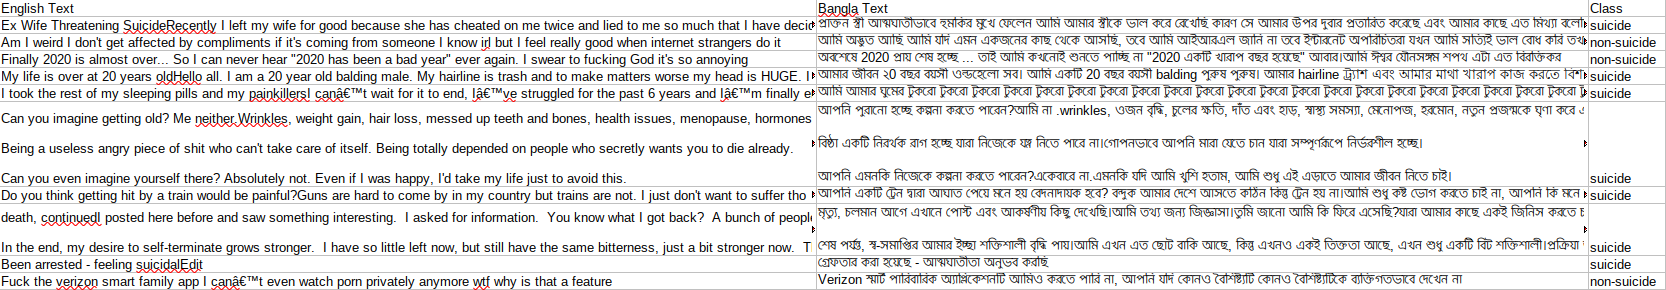 English Text	Bangla Text	Class
Ex Wife Threatening SuicideRecently I left my wife for good because she has cheated on me twice and lied to me so much that I have decid	প্রাক্তন স্ত্রী আত্মঘাতীভাবে হুমকির মুখে ফেলেন আমি আমার স্ত্রীকে ভাল করে রেখেছি কারণ সে আমার উপর দুবার প্রতারিত করেছে এবং আমার কাছে এত মিথ্যা বলে	suicide
Am I weird I don't get affected by compliments if it's coming from someone I know irl but I feel really good when internet strangers do it	আমি অদ্ভুত আছি আমি যদি এমন একজনের কাছ থেকে আসছি, তবে আমি আইআরএল জানি না তবে ইন্টারনেট অপরিচিতরা যখন আমি সত্যিই ভাল বোধ করি তখ	non-suicide
Finally 2020 is almost over... So I can never hear "2020 has been a bad year" ever again. I swear to fucking God it's so annoying	অবশেষে 2020 প্রায় শেষ হচ্ছে ... তাই আমি কখনোই শুনতে পাচ্ছি না "2020 একটি খারাপ বছর হয়েছে" আবার।আমি ঈশ্বর যৌনসঙ্গম শপথ এটা এত বিরক্তিকর	non-suicide
My life is over at 20 years oldHello all. I am a 20 year old balding male. My hairline is trash and to make matters worse my head is HUGE. I	আমার জীবন ২0 বছর বয়সী ওল্ডহেলো সব। আমি একটি 20 বছর বয়সী balding পুরুষ পুরুষ। আমার hairline ট্র্যাশ এবং আমার মাথা খারাপ কাজ করতে	suicide
I took the rest of my sleeping pills and my painkillersI canâ€™t wait for it to end, Iâ€™ve struggled for the past 6 years and Iâ€™m finally e	আমি আমার ঘুমের টুকরো টুকরো টুকরো টুকরো টুকরো টুকরো টুকরো টুকরো টুকরো টুকরো টুকরো টুকরো টুকরো টুকরো টুকরো টুকরো টুকরো	suicide
Can you imagine getting old? Me neither.Wrinkles, weight gain, hair loss, messed up teeth and bones, health issues, menopause, hormones	আপনি পুরানো হচ্ছে কল্পনা করতে পারেন?আমি না .wrinkles, ওজন বৃদ্ধি, চুলের ক্ষতি, দাঁত এবং হাড়, স্বাস্থ্য সমস্যা, মেনোপজ, হরমোন, নতুন প্রজন্মকে ঘৃণা করে
Being a useless angry piece of shit who can't take care of itself. Being totally depended on people who secretly wants you to die already.	বিষ্ঠা একটি নিরর্থক রাগ হচ্ছে যারা নিজেকে যত্ন নিতে পারে না।গোপনভাবে আপনি মারা যেতে চান যারা সম্পূর্ণরূপে নির্ভরশীল হচ্ছে।
Can you even imagine yourself there? Absolutely not. Even if I was happy, I'd take my life just to avoid this.	আপনি এমনকি নিজেকে কল্পনা করতে পারেন?একেবারে না.এমনকি যদি আমি খুশি হতাম, আমি শুধু এই এড়াতে আমার জীবন নিতে চাই।	suicide
Do you think getting hit by a train would be painful?Guns are hard to come by in my country but trains are not. I just don't want to suffer tho	আপনি একটি ট্রেন দ্বারা আঘাত পেয়ে মনে হয় বেদনাদায়ক হবে? বন্দুক আমার দেশে আসতে কঠিন কিন্তু ট্রেন হয় না।আমি শুধু কষ্ট ভোগ করতে চাই না, আপনি কি মনে	suicide
death, continuedI posted here before and saw something interesting. I asked for information. You know what I got back? A bunch of people	মৃত্যু, চলমান আগে এখানে পোস্ট এবং আকর্ষণীয় কিছু দেখেছি।আমি তথ্য জন্য জিজ্ঞাসা।তুমি জানো আমি কি ফিরে এসেছি?যারা আমার কাছে একই জিনিস করতে
In the end, my desire to self-terminate grows stronger. I have so little left now, but still have the same bitterness, just a bit stronger now. T	শেষ পর্যন্ত, স্ব-সমাপ্তির আমার ইচ্ছা শক্তিশালী বৃদ্ধি পায়।আমি এখন এত ছোট বাকি আছে, কিন্তু এখনও একই তিক্ততা আছে, এখন শুধু একটি বিট শক্তিশালী।প্রক্রিয়া	suicide
Been arrested - feeling suicidalEdit	গ্রেফতার করা হয়েছে - আত্মঘাতীতা অনুভব করছি	suicide
Fuck the verizon smart family app I canâ€™t even watch porn privately anymore wtf why is that a feature	Verizon স্মার্ট পারিবারিক অ্যাপ্লিকেশনটি আমিও করতে পারি না, আপনি যদি কোনও বৈশিষ্ট্যটি কোনও বৈশিষ্ট্যটিকে ব্যক্তিগতভাবে দেখেন না	non-suicide